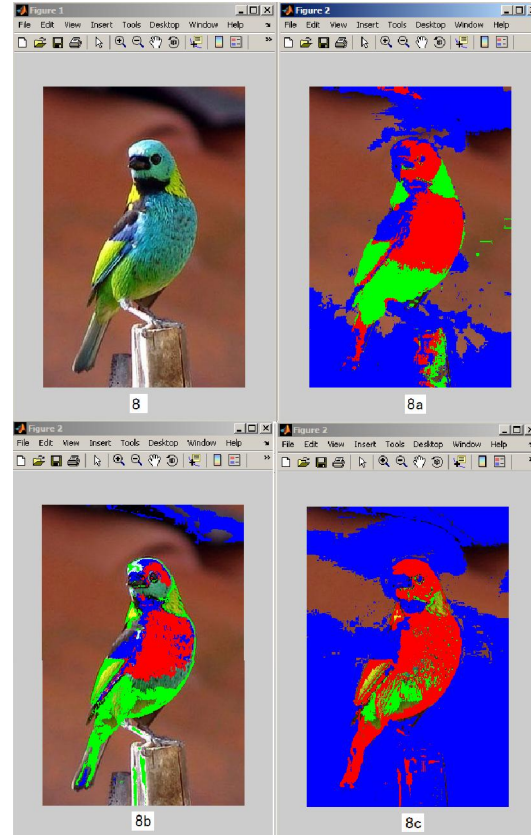 Figure 1
File Edit View Insert Tools Desktop Window Help
8
Figure 2
File Edit View Insert Tools Desktop Window Help
8a
Figure 2
File Edit View Insert Tools Desktop Window Help
8b
Figure 2
File Edit View Insert Tools Desktop Window Help
8c